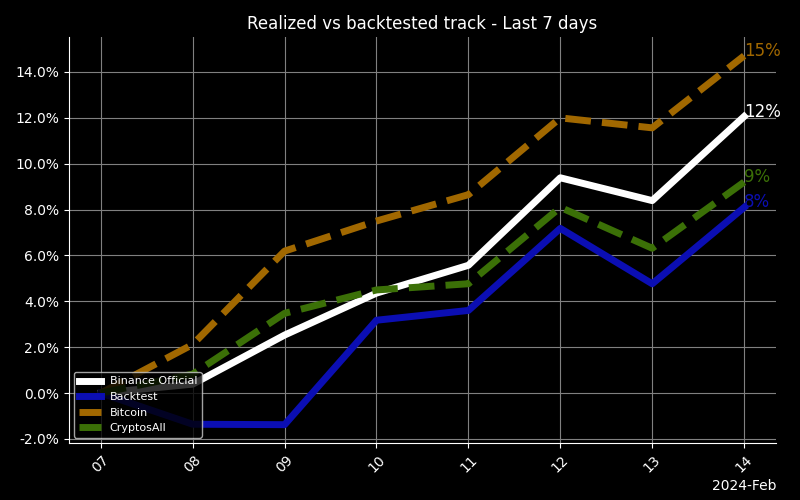 Realized vs backtested track - Last 7 days
15%
14.0%
12.0%
12%
10.0%
9%
8.0%
8%
6.0%
4.0%
2.0%
0.0%
-2.0%
Binance Official
Backtest
Bitcoin
CryptosAll
07 08 09 10 11 12 13 14
2024-Feb